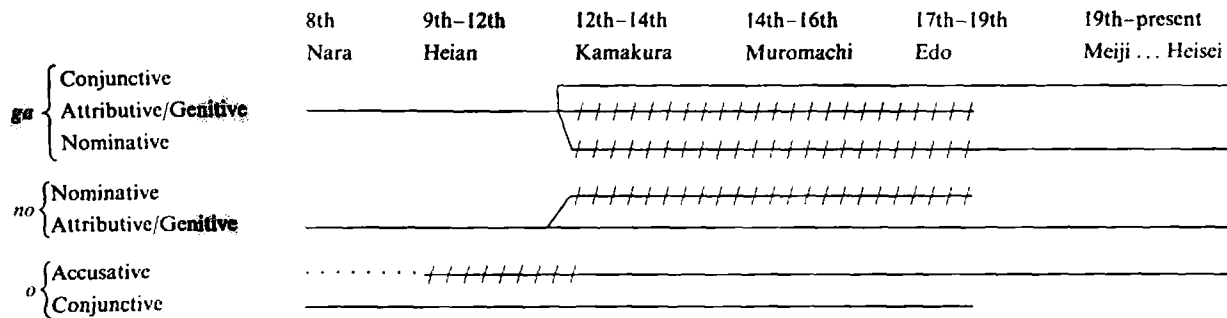 8th 9th–12th 12th–14th 14th–16th 17th–19th 19th–present
Nara Heian Kamakura Muromachi Edo Meiji … Heisei
Conjunctive
ga Attributive/Genitive
Nominative
no Nominative
Attributive/Genitive
o Accusative
Conjunctive